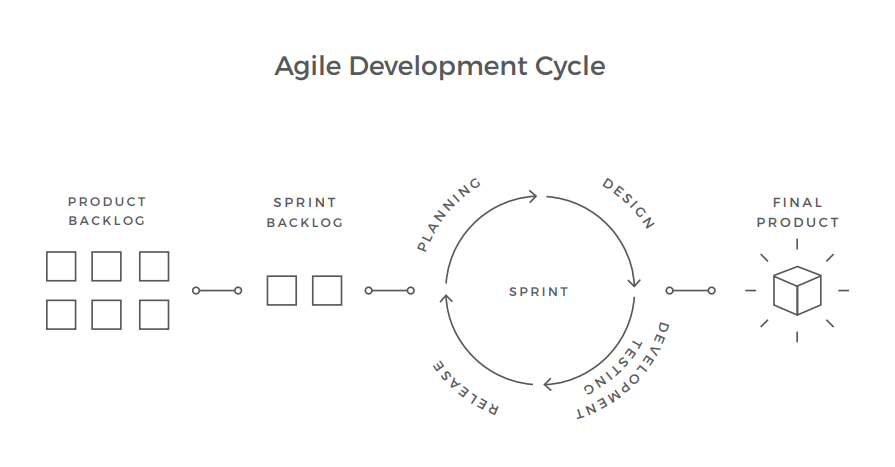 Agile Development Cycle
PRODUCT
BACKLOG
SPRINT
BACKLOG
PLANNING
DESIGN
SPRINT
DEVELOPMENT
TESTING
RELEASE
FINAL
PRODUCT